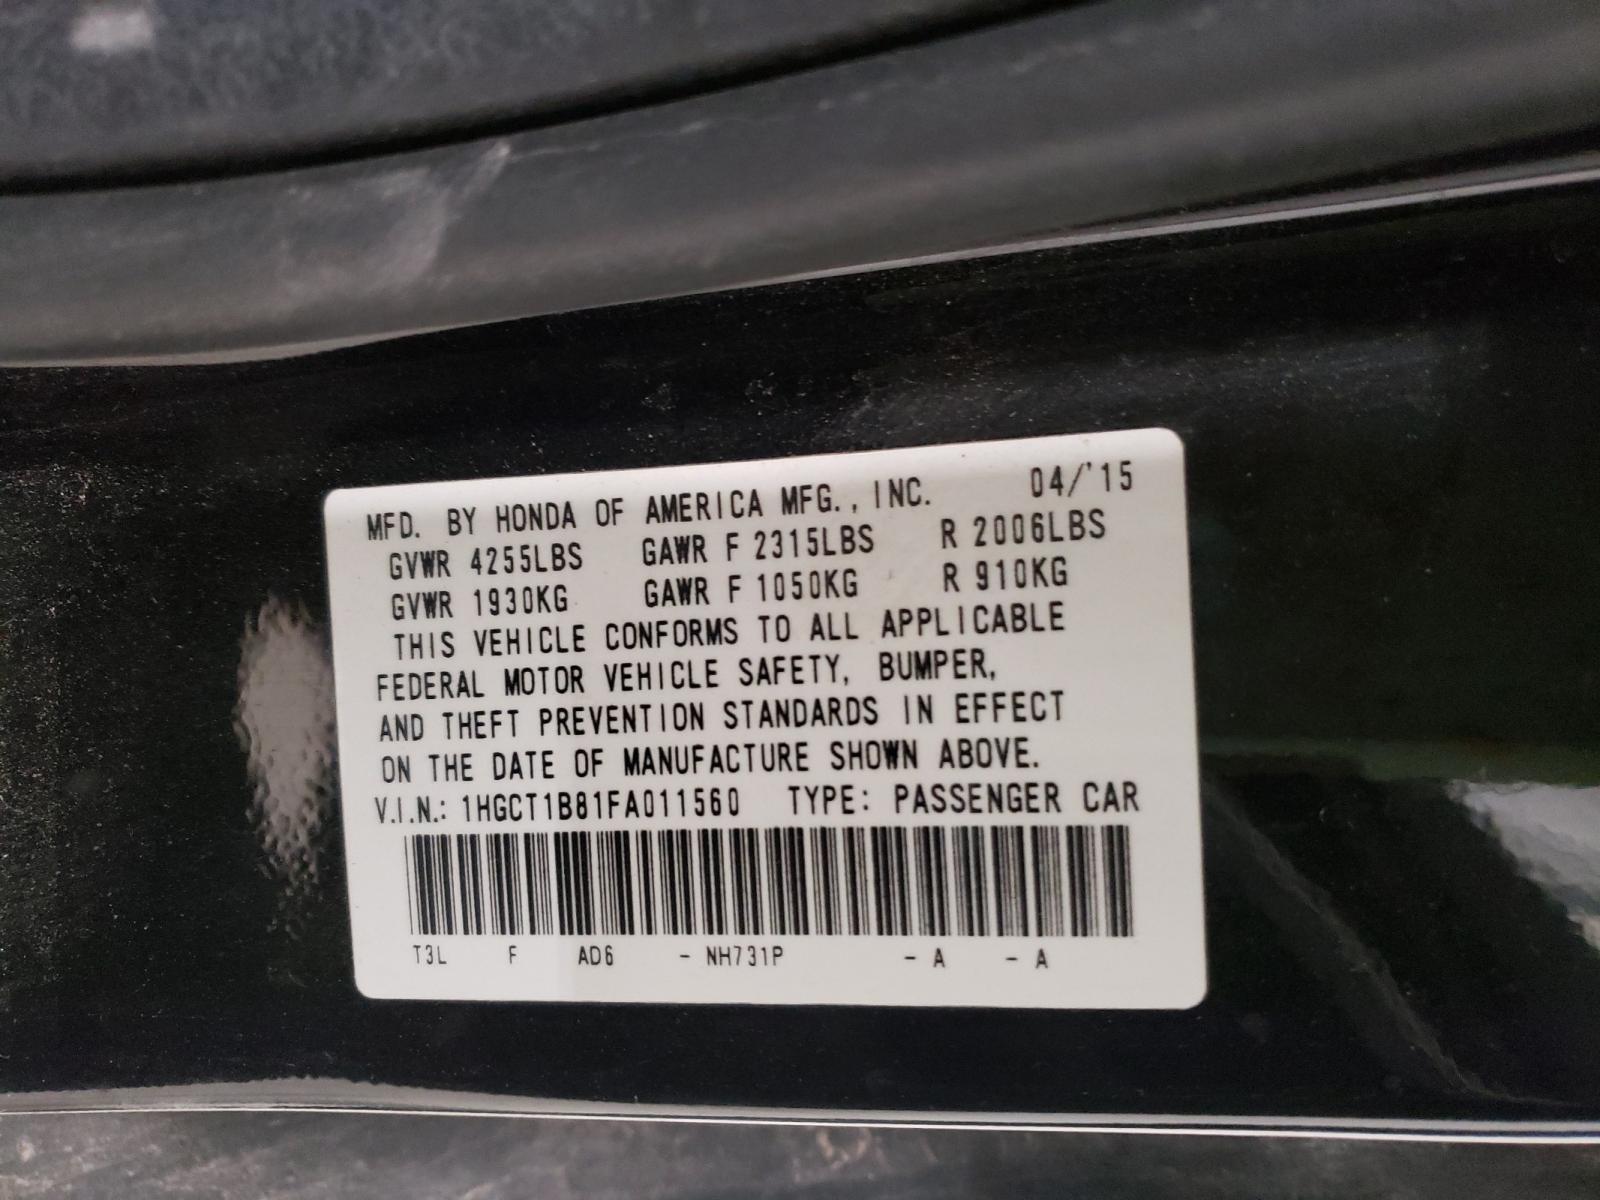 MFD. BY HONDA OF AMERICA MFG., INC. 04/'15
GVWR 4255LBS GAWR F 2315LBS R 2006LBS
GVWR 1930KG GAWR F 1050KG R 910KG
THIS VEHICLE CONFORMS TO ALL APPLICABLE
FEDERAL MOTOR VEHICLE SAFETY, BUMPER,
AND THEFT PREVENTION STANDARDS IN EFFECT
ON THE DATE OF MANUFACTURE SHOWN ABOVE.
V.I.N.: 1HGCT1B81FA011560 TYPE: PASSENGER CAR
T3L F AD6 - NH731P - A - A